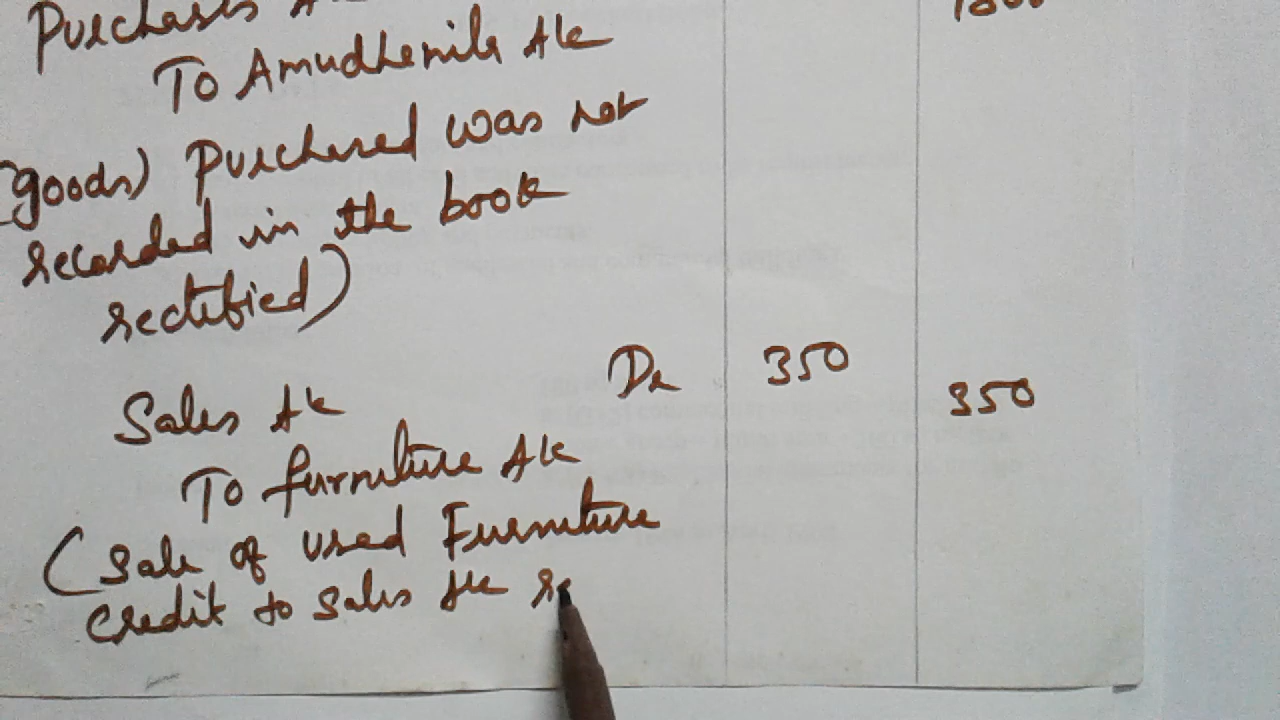 Purchases A/c
To Amudhenila A/c
(goods) purchased was not
recorded in the book
rectified)
Sales A/c Dr 350
To furniture A/c 350
(Sale of used Furniture
credit to Sales A/c